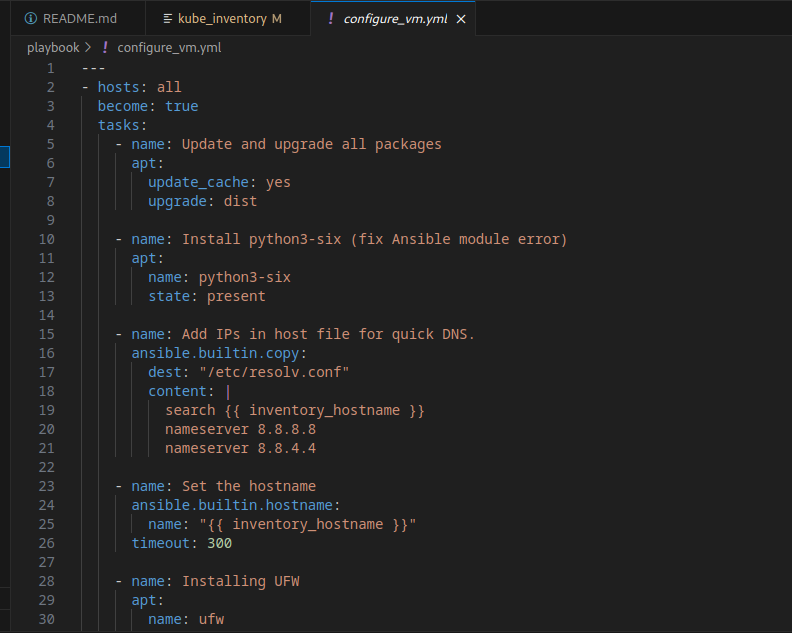 README.md kube_inventory M ! configure_vm.yml ×
playbook > ! configure_vm.yml
1 ---
2 - hosts: all
3 become: true
4 tasks:
5 - name: Update and upgrade all packages
6 apt:
7 update_cache: yes
8 upgrade: dist
9
10 - name: Install python3-six (fix Ansible module error)
11 apt:
12 name: python3-six
13 state: present
14
15 - name: Add IPs in host file for quick DNS.
16 ansible.builtin.copy:
17 dest: "/etc/resolv.conf"
18 content: |
19 search {{ inventory_hostname }}
20 nameserver 8.8.8.8
21 nameserver 8.8.4.4
22
23 - name: Set the hostname
24 ansible.builtin.hostname:
25 name: "{{ inventory_hostname }}"
26 timeout: 300
27
28 - name: Installing UFW
29 apt:
30 name: ufw